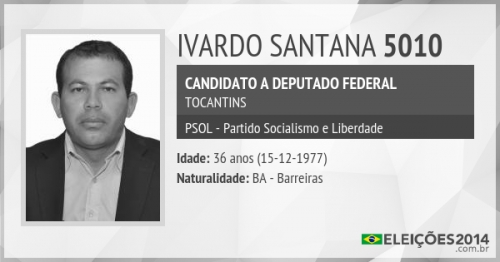 IVARDO SANTANA 5010
CANDIDATO A DEPUTADO FEDERAL
TOCANTINS
PSOL - Partido Socialismo e Liberdade
Idade: 36 anos (15-12-1977)
Naturalidade: BA - Barreiras
ELEIÇÕES2014
.com.br